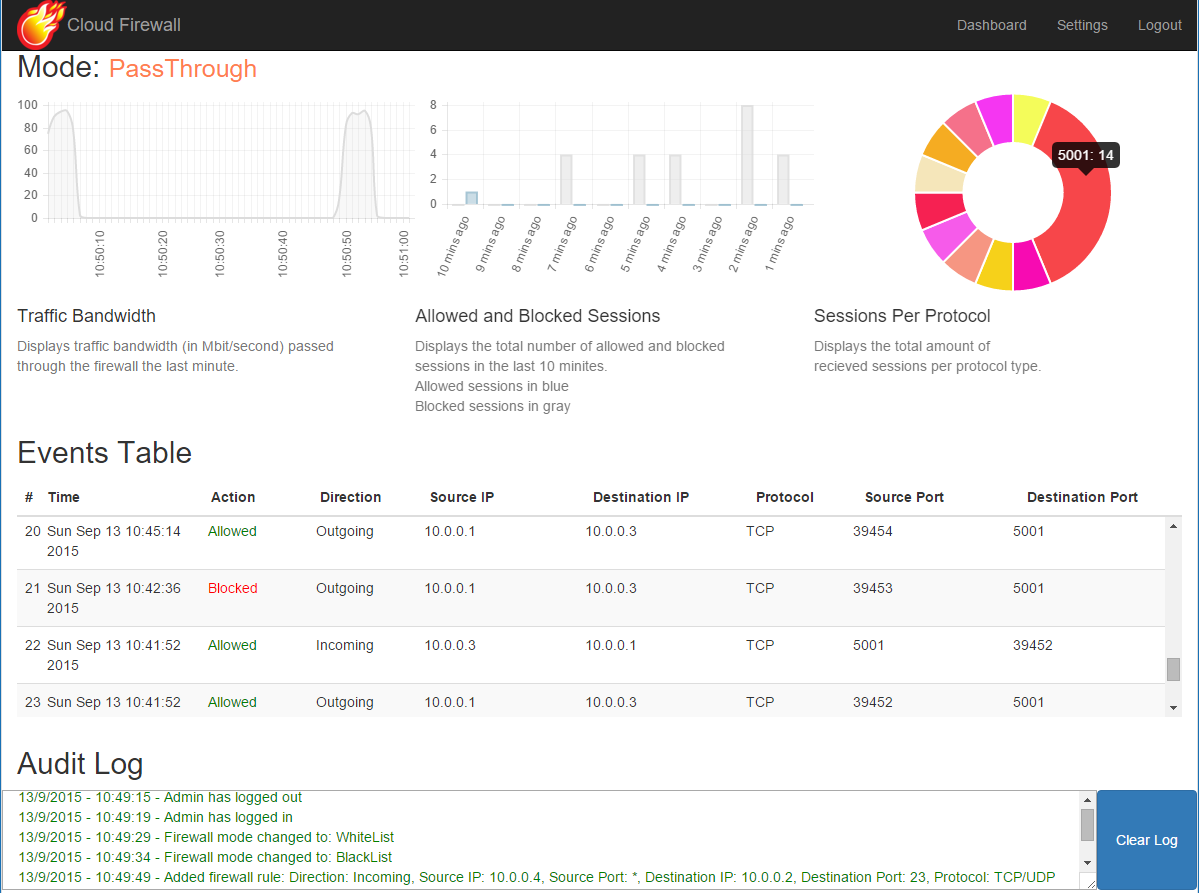 Cloud Firewall Dashboard Settings Logout
Mode: PassThrough
100
80
60
40
20
0
10:50:10
10:50:20
10:50:30
10:50:40
10:50:50
10:51:00
8
6
4
2
0
10 mins ago
9 mins ago
8 mins ago
7 mins ago
6 mins ago
5 mins ago
4 mins ago
3 mins ago
2 mins ago
1 mins ago
5001: 14
Traffic Bandwidth
Displays traffic bandwidth (in Mbit/second) passed
through the firewall the last minute.
Allowed and Blocked Sessions
Displays the total number of allowed and blocked
sessions in the last 10 minites.
Allowed sessions in blue
Blocked sessions in gray
Sessions Per Protocol
Displays the total amount of
recieved sessions per protocol type.
Events Table
# Time Action Direction Source IP Destination IP Protocol Source Port Destination Port
20 Sun Sep 13 10:45:14 Allowed Outgoing 10.0.0.1 10.0.0.3 TCP 39454 5001
2015
21 Sun Sep 13 10:42:36 Blocked Outgoing 10.0.0.1 10.0.0.3 TCP 39453 5001
2015
22 Sun Sep 13 10:41:52 Allowed Incoming 10.0.0.3 10.0.0.1 TCP 5001 39452
2015
23 Sun Sep 13 10:41:52 Allowed Outgoing 10.0.0.1 10.0.0.3 TCP 39452 5001
Audit Log
13/9/2015 - 10:49:15 - Admin has logged out
13/9/2015 - 10:49:19 - Admin has logged in
13/9/2015 - 10:49:29 - Firewall mode changed to: WhiteList
13/9/2015 - 10:49:34 - Firewall mode changed to: BlackList
13/9/2015 - 10:49:49 - Added firewall rule: Direction: Incoming, Source IP: 10.0.0.4, Source Port: *, Destination IP: 10.0.0.2, Destination Port: 23, Protocol: TCP/UDP
Clear Log